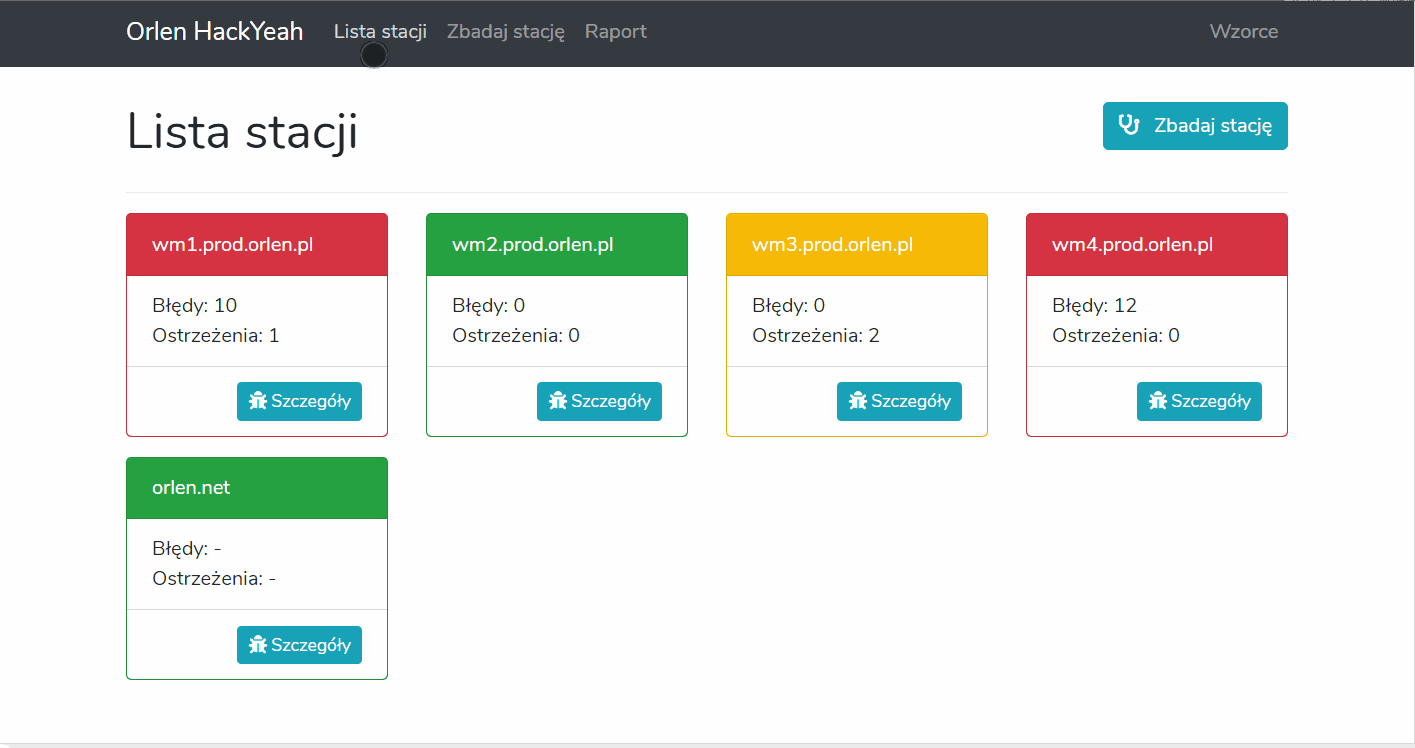 Orlen HackYeah Lista stacji Zbadaj stację Raport Wzorce
Lista stacji
Zbadaj stację
wm1.prod.orlen.pl
Błędy: 10
Ostrzeżenia: 1
Szczegóły
wm2.prod.orlen.pl
Błędy: 0
Ostrzeżenia: 0
Szczegóły
wm3.prod.orlen.pl
Błędy: 0
Ostrzeżenia: 2
Szczegóły
wm4.prod.orlen.pl
Błędy: 12
Ostrzeżenia: 0
Szczegóły
orlen.net
Błędy: -
Ostrzeżenia: -
Szczegóły